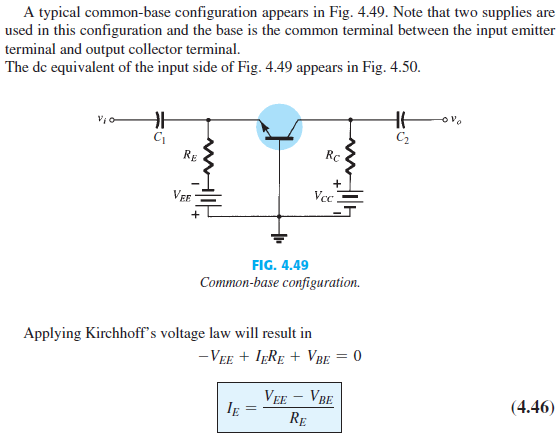 A typical common-base configuration appears in Fig. 4.49. Note that two supplies are
used in this configuration and the base is the common terminal between the input emitter
terminal and output collector terminal.
The dc equivalent of the input side of Fig. 4.49 appears in Fig. 4.50.
vi
C1
C2
vo
RE
RC
−
+
VEE
VCC
+
−
FIG. 4.49
Common-base configuration.
Applying Kirchhoff's voltage law will result in
−VEE + IERE + VBE = 0
IE = (VEE − VBE) / RE (4.46)